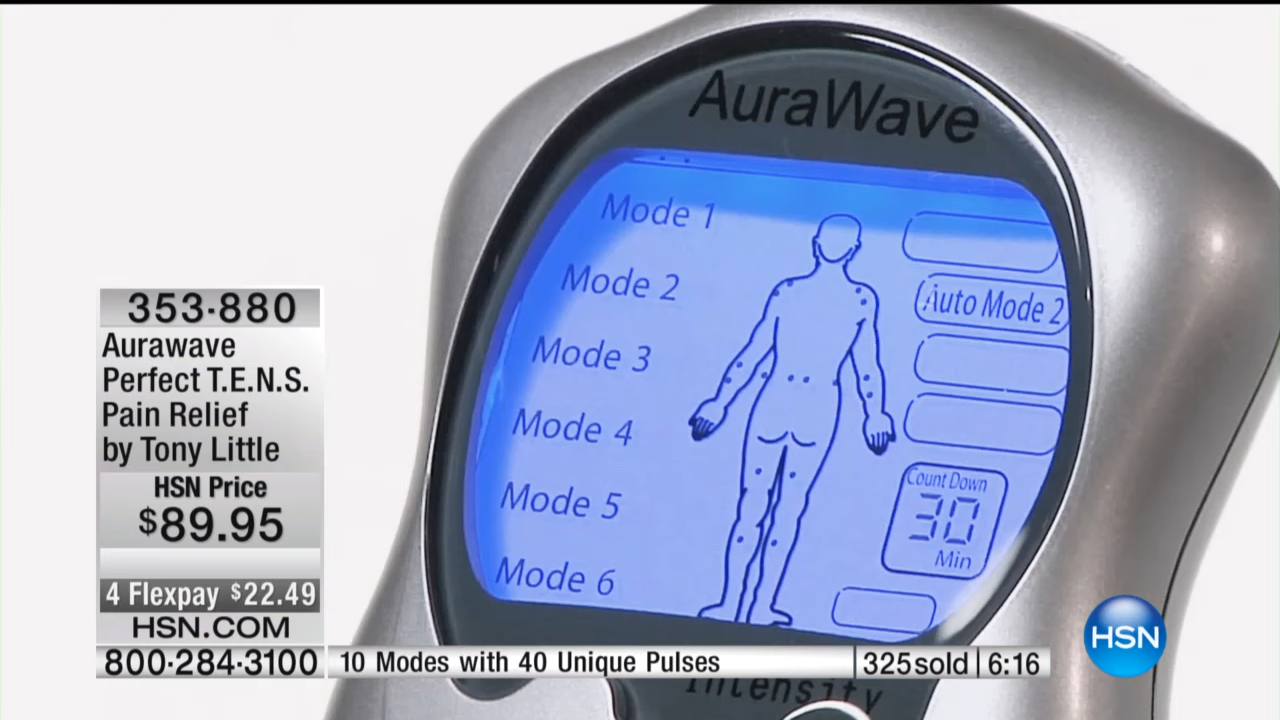 AuraWave
Mode 1
Mode 2
Mode 3
Mode 4
Mode 5
Mode 6
Auto Mode 2
Count Down
30
Min
Intensity
353·880
Aurawave
Perfect T.E.N.S.
Pain Relief
by Tony Little
HSN Price
$89.95
4 Flexpay $22.49
HSN.COM
800·284·3100
10 Modes with 40 Unique Pulses
325sold
6:16
HSN